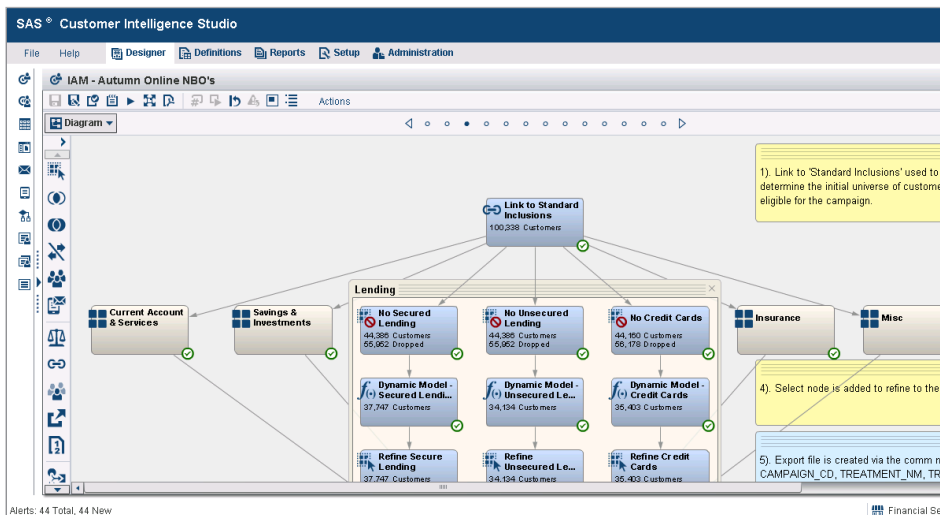 SAS ® Customer Intelligence Studio
File Help Designer Definitions Reports Setup Administration
IAM - Autumn Online NBO's
Actions
Diagram
1). Link to 'Standard Inclusions' used to
determine the initial universe of custome
eligible for the campaign.
Link to Standard
Inclusions
100,338 Customers
Lending
Current Account
& Services
Savings &
Investments
No Secured
Lending
44,386 Customers
55,952 Dropped
No Unsecured
Lending
44,386 Customers
55,952 Dropped
No Credit Cards
44,160 Customers
56,178 Dropped
Insurance
Misc
Dynamic Model -
Secured Lendi...
37,747 Customers
Dynamic Model -
Unsecured Le...
34,134 Customers
Dynamic Model -
Credit Cards
35,403 Customers
4). Select node is added to refine to the
Refine Secure
Lending
37,747 Customers
Refine
Unsecured Le...
34,134 Customers
Refine Credit
Cards
35,403 Customers
5). Export file is created via the comm n
CAMPAIGN_CD, TREATMENT_NM, TR
Alerts: 44 Total, 44 New
Financial Se